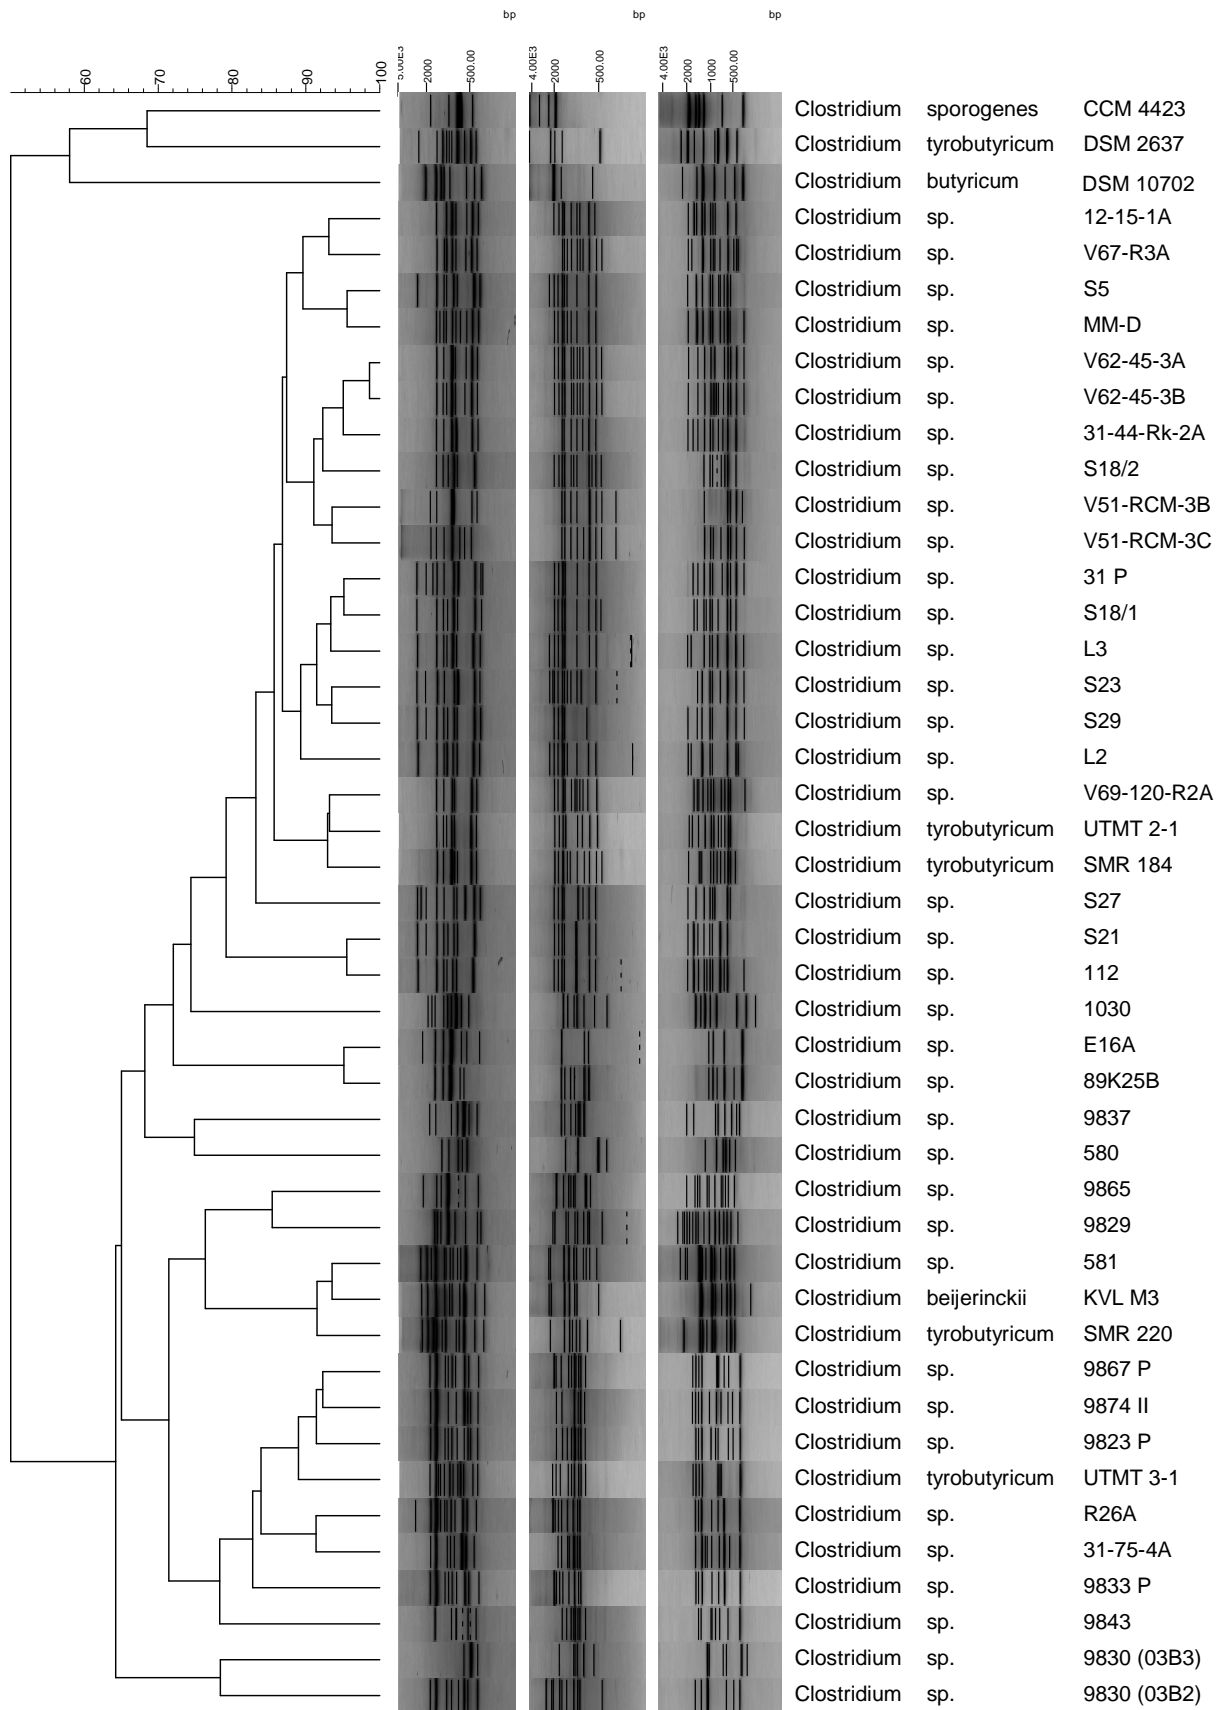 bp bp bp
60 70 80 90 100 5.00E3 2000 500.00 4.00E3 2000 500.00 4.00E3 2000 1000 500.00
Clostridium sporogenes CCM 4423
Clostridium tyrobutyricum DSM 2637
Clostridium butyricum DSM 10702
Clostridium sp. 12-15-1A
Clostridium sp. V67-R3A
Clostridium sp. S5
Clostridium sp. MM-D
Clostridium sp. V62-45-3A
Clostridium sp. V62-45-3B
Clostridium sp. 31-44-Rk-2A
Clostridium sp. S18/2
Clostridium sp. V51-RCM-3B
Clostridium sp. V51-RCM-3C
Clostridium sp. 31 P
Clostridium sp. S18/1
Clostridium sp. L3
Clostridium sp. S23
Clostridium sp. S29
Clostridium sp. L2
Clostridium sp. V69-120-R2A
Clostridium tyrobutyricum UTMT 2-1
Clostridium tyrobutyricum SMR 184
Clostridium sp. S27
Clostridium sp. S21
Clostridium sp. 112
Clostridium sp. 1030
Clostridium sp. E16A
Clostridium sp. 89K25B
Clostridium sp. 9837
Clostridium sp. 580
Clostridium sp. 9865
Clostridium sp. 9829
Clostridium sp. 581
Clostridium beijerinckii KVL M3
Clostridium tyrobutyricum SMR 220
Clostridium sp. 9867 P
Clostridium sp. 9874 II
Clostridium sp. 9823 P
Clostridium tyrobutyricum UTMT 3-1
Clostridium sp. R26A
Clostridium sp. 31-75-4A
Clostridium sp. 9833 P
Clostridium sp. 9843
Clostridium sp. 9830 (03B3)
Clostridium sp. 9830 (03B2)